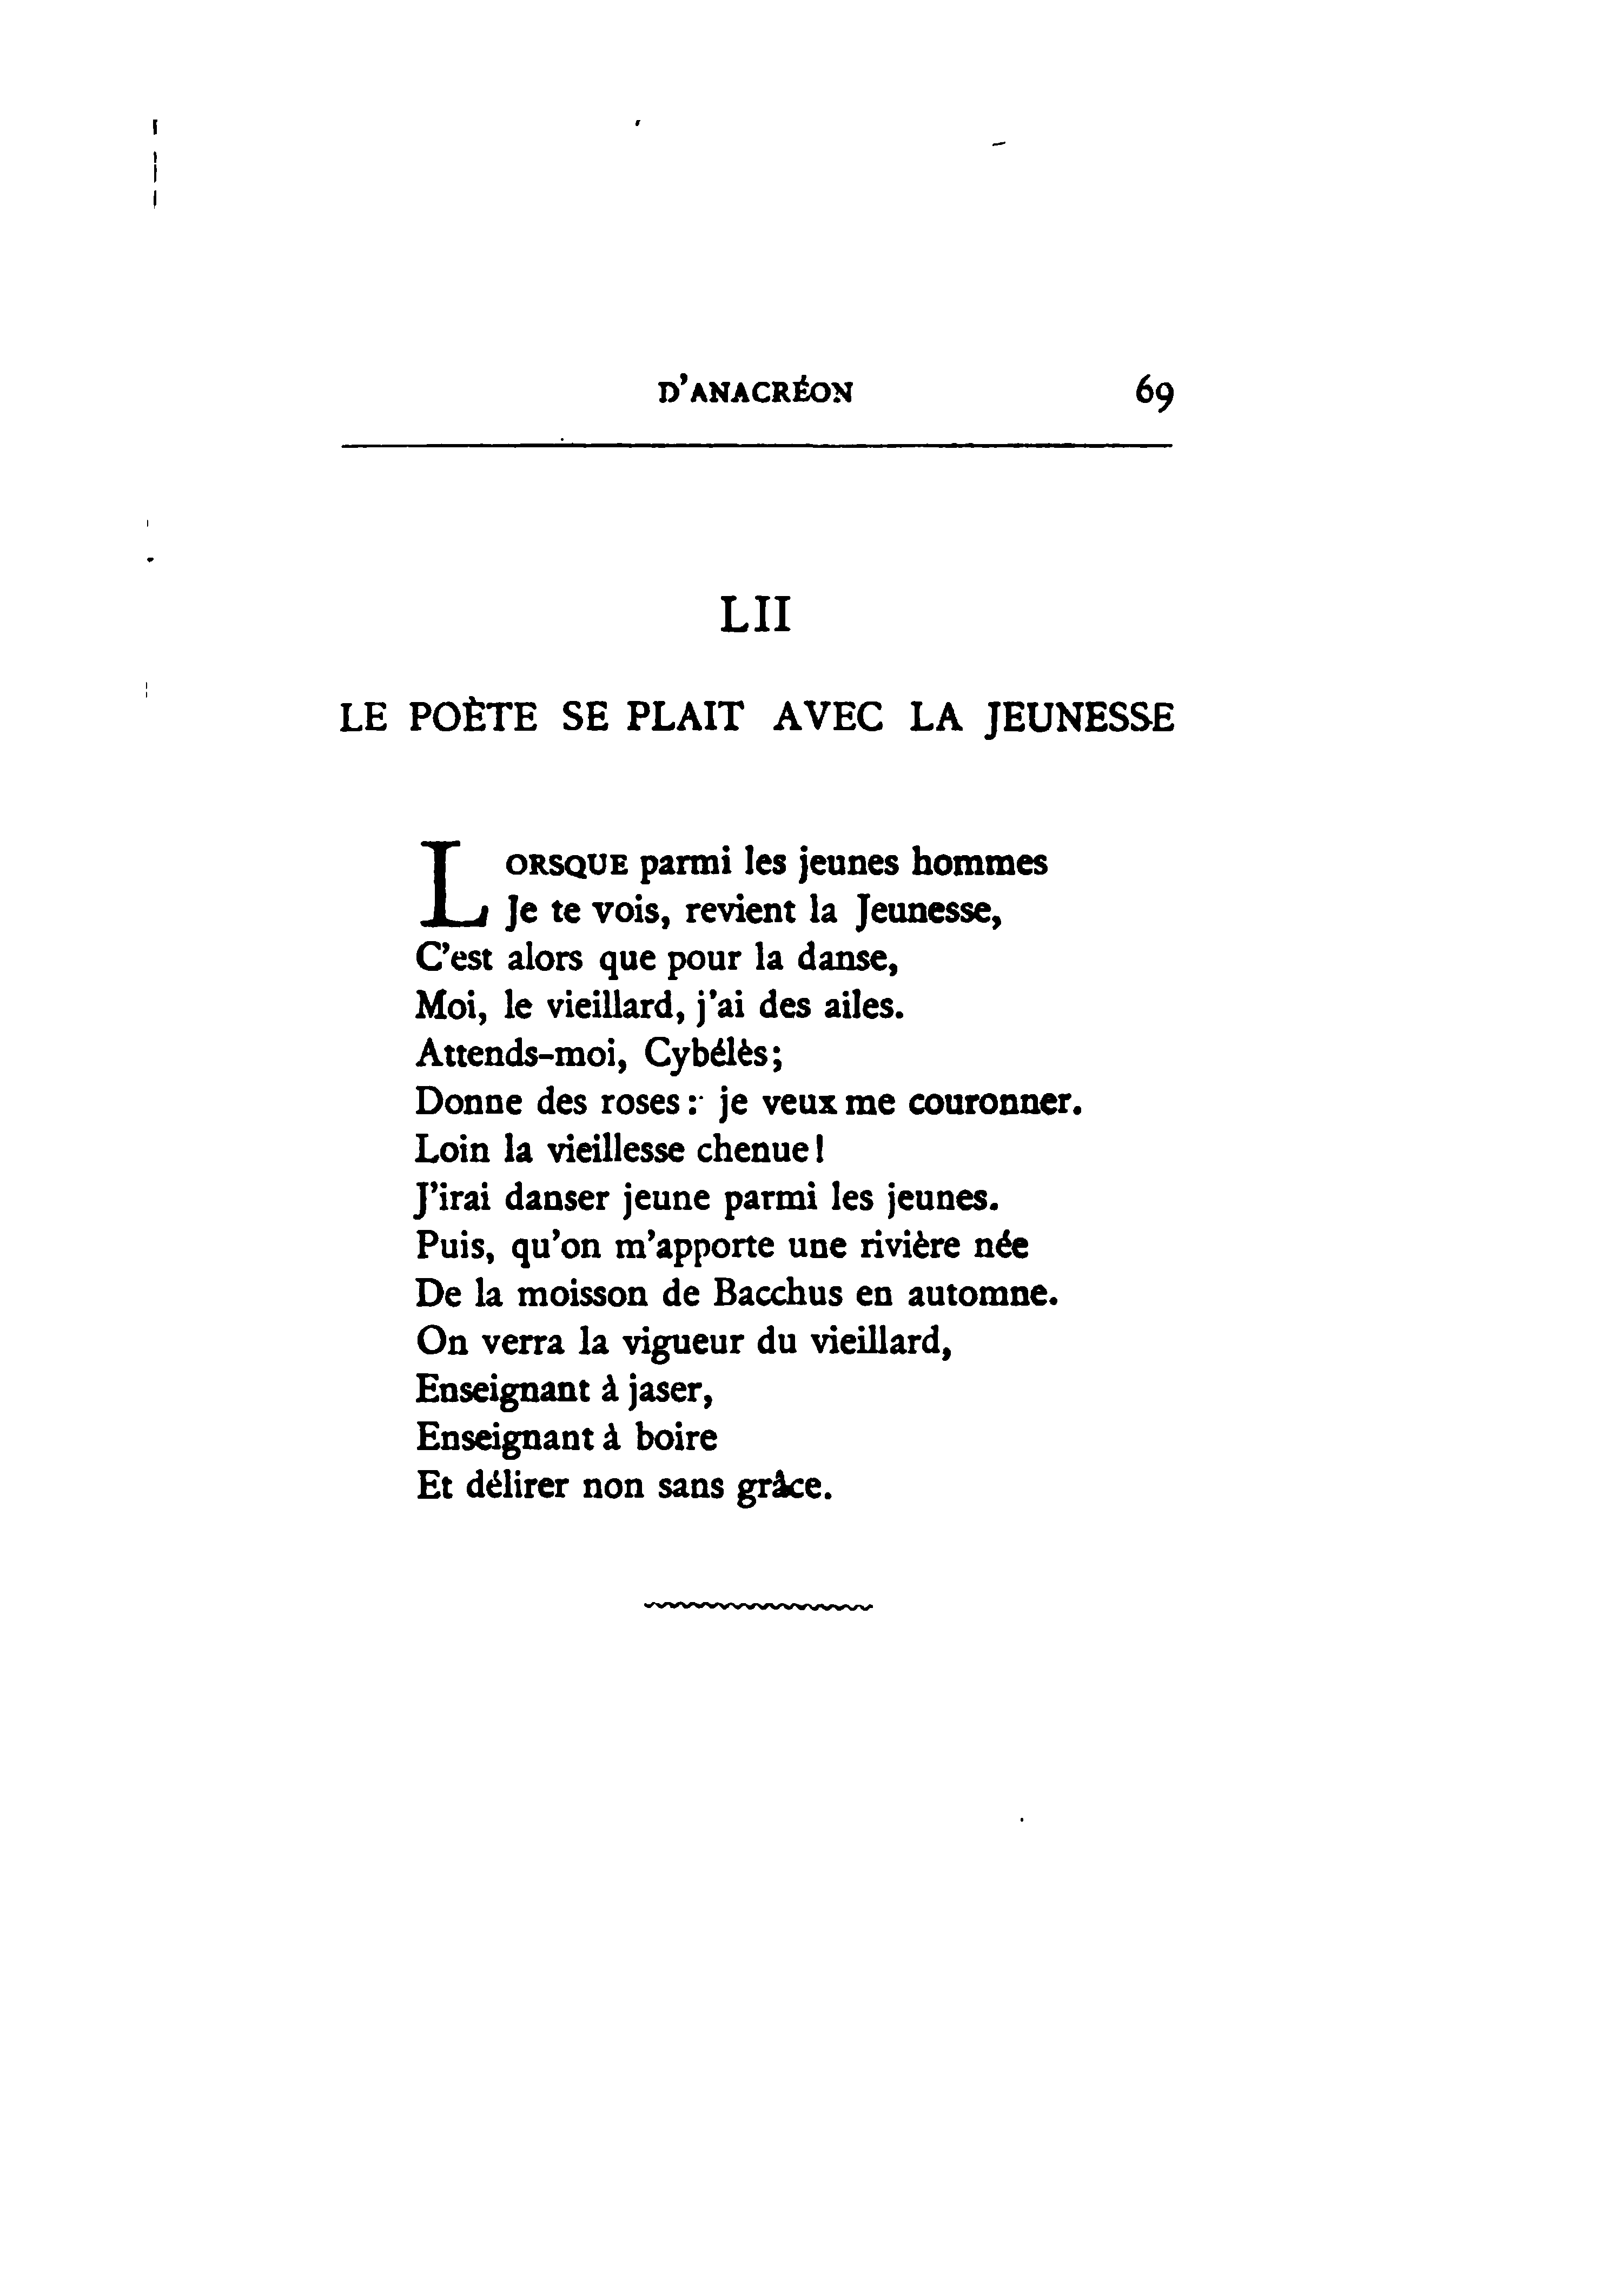 D'ANACRÉON 69
LII
LE POÈTE SE PLAIT AVEC LA JEUNESSE
LORSQUE parmi les jeunes hommes
Je te vois, revient la Jeunesse,
C'est alors que pour la danse,
Moi, le vieillard, j'ai des ailes.
Attends-moi, Cybélès;
Donne des roses: je veux me couronner.
Loin la vieillesse chenue!
J'irai danser jeune parmi les jeunes.
Puis, qu'on m'apporte une rivière née
De la moisson de Bacchus en automne.
On verra la vigueur du vieillard,
Enseignant à jaser,
Enseignant à boire
Et délirer non sans grâce.